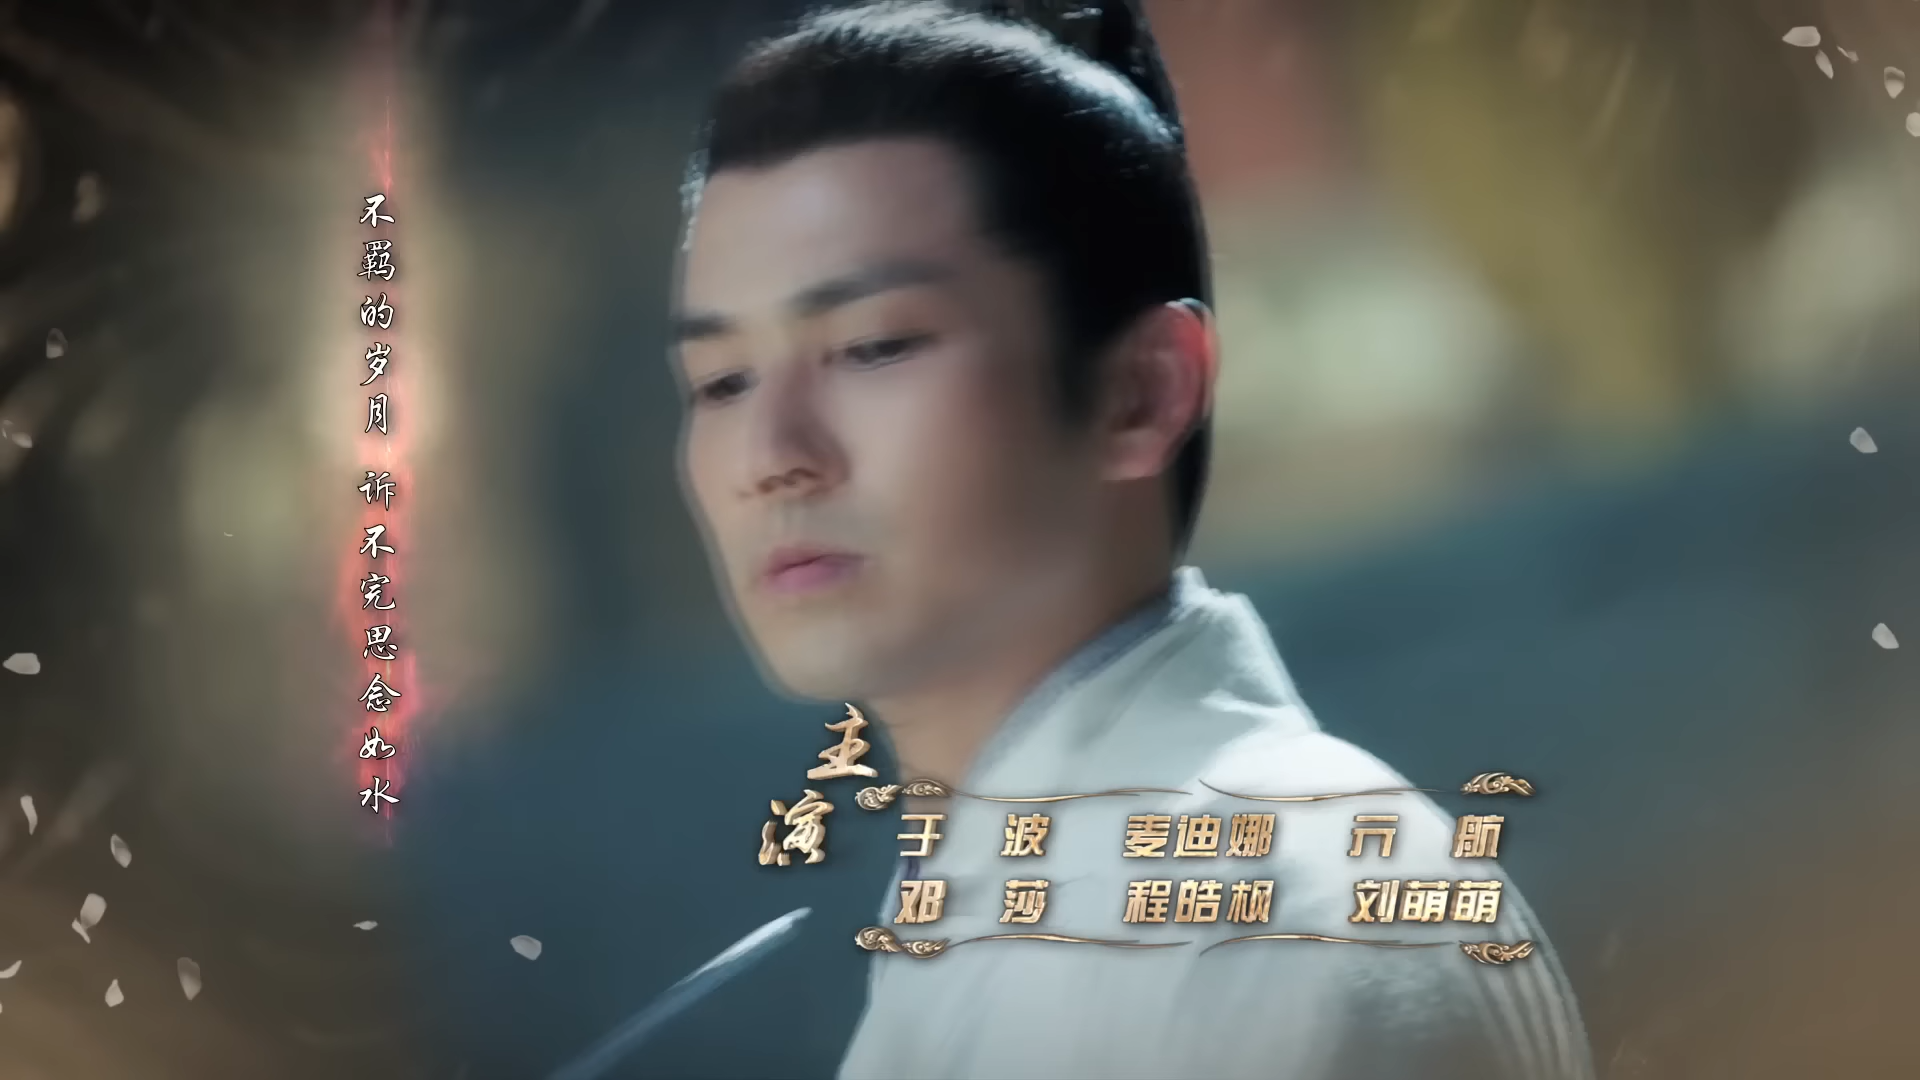 不羁的岁月 诉不完思念如水
主演
于波 麦迪娜 亓航
邓莎 程皓枫 刘萌萌